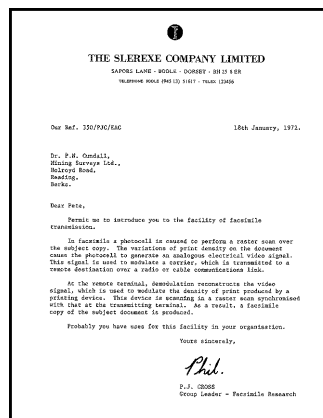 THE SLEREXE COMPANY LIMITED
SAPORS LANE - BOOLE - DORSET - BH 25 8 ER
TELEPHONE BOOLE (945 13) 51617 - TELEX 123456
Our Ref. 350/PJC/EAC
18th January, 1972.
Dr. P.N. Cundall,
Mining Surveys Ltd.,
Holroyd Road,
Reading,
Berks.
Dear Pete,
Permit me to introduce you to the facility of facsimile
transmission.
In facsimile a photocell is caused to perform a raster scan over
the subject copy. The variations of print density on the document
cause the photocell to generate an analogous electrical video signal.
This signal is used to modulate a carrier, which is transmitted to a
remote destination over a radio or cable communications link.
At the remote terminal, demodulation reconstructs the video
signal, which is used to modulate the density of print produced by a
printing device. This device is scanning in a raster scan synchronised
with that at the transmitting terminal. As a result, a facsimile
copy of the subject document is produced.
Probably you have uses for this facility in your organisation.
Yours sincerely,
Phil.
P.J. CROSS
Group Leader - Facsimile Research